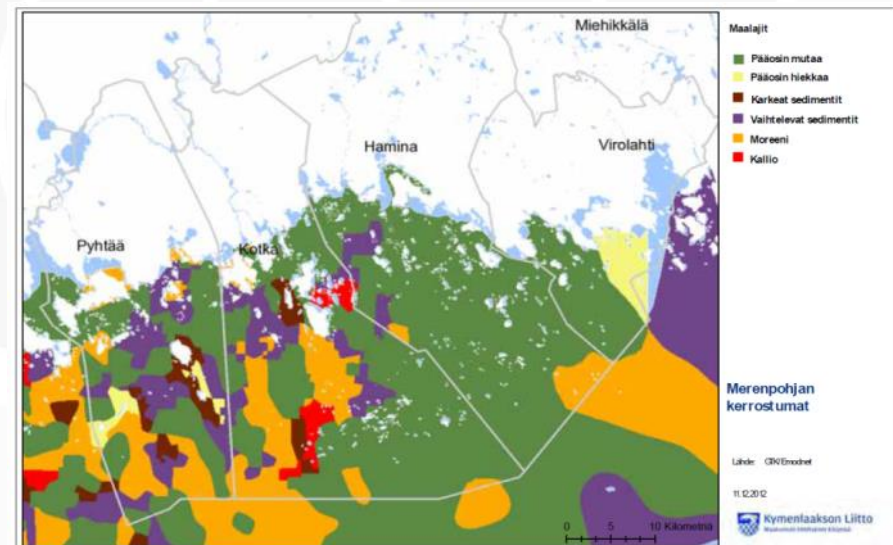 Miehikkälä
Hamina
Virolahti
Pyhtää
Kotka
0 5 10 Kilometriä
Maalajit
Pääosin mutaa
Pääosin hiekkaa
Karkeat sedimentit
Vaihtelevat sedimentit
Moreeni
Kallio
Merenpohjan
kerrostumat
Lähde: GTK/Emodnet
11.12.2012
Kymenlaakson Liitto